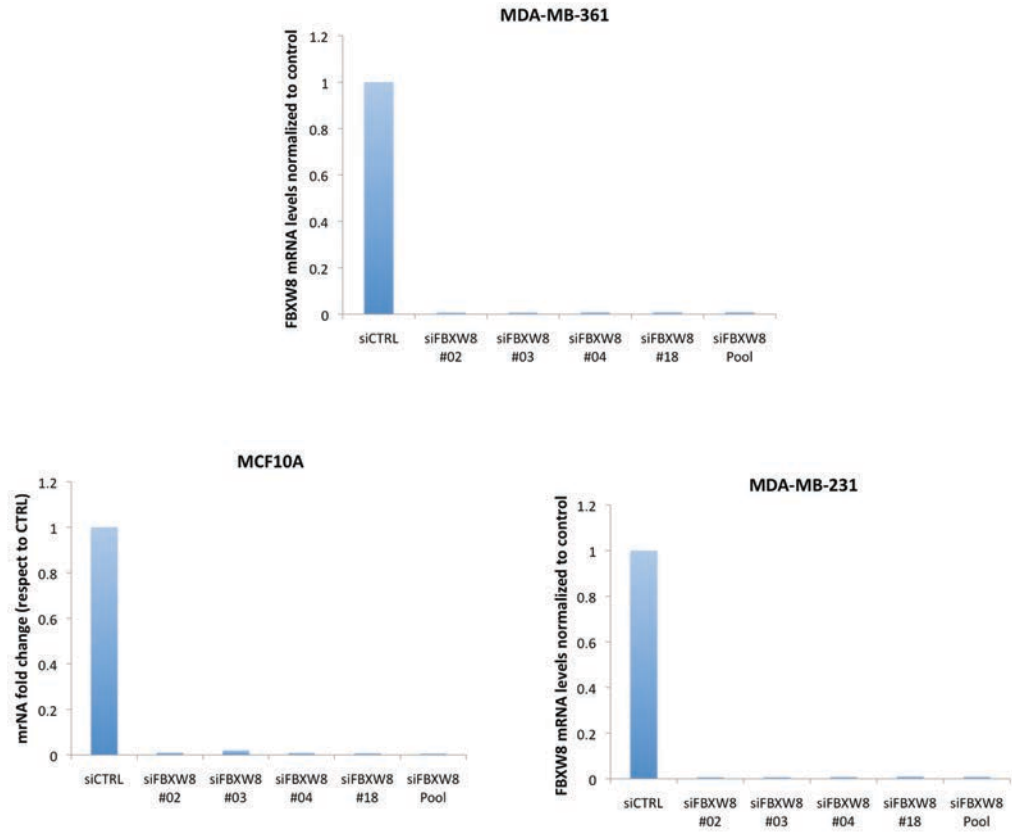 MDA-MB-361
FBXW8 mRNA levels normalized to control
1.2
1
0.8
0.6
0.4
0.2
0
siCTRL siFBXW8 siFBXW8 siFBXW8 siFBXW8 siFBXW8
#02 #03 #04 #18 Pool
MCF10A
mrNA fold change (respect to CTRL)
1.2
1
0.8
0.6
0.4
0.2
0
siCTRL siFBXW8 siFBXW8 siFBXW8 siFBXW8 siFBXW8
#02 #03 #04 #18 Pool
MDA-MB-231
FBXW8 mRNA levels normalized to control
1.2
1
0.8
0.6
0.4
0.2
0
siCTRL siFBXW8 siFBXW8 siFBXW8 siFBXW8 siFBXW8
#02 #03 #04 #18 Pool